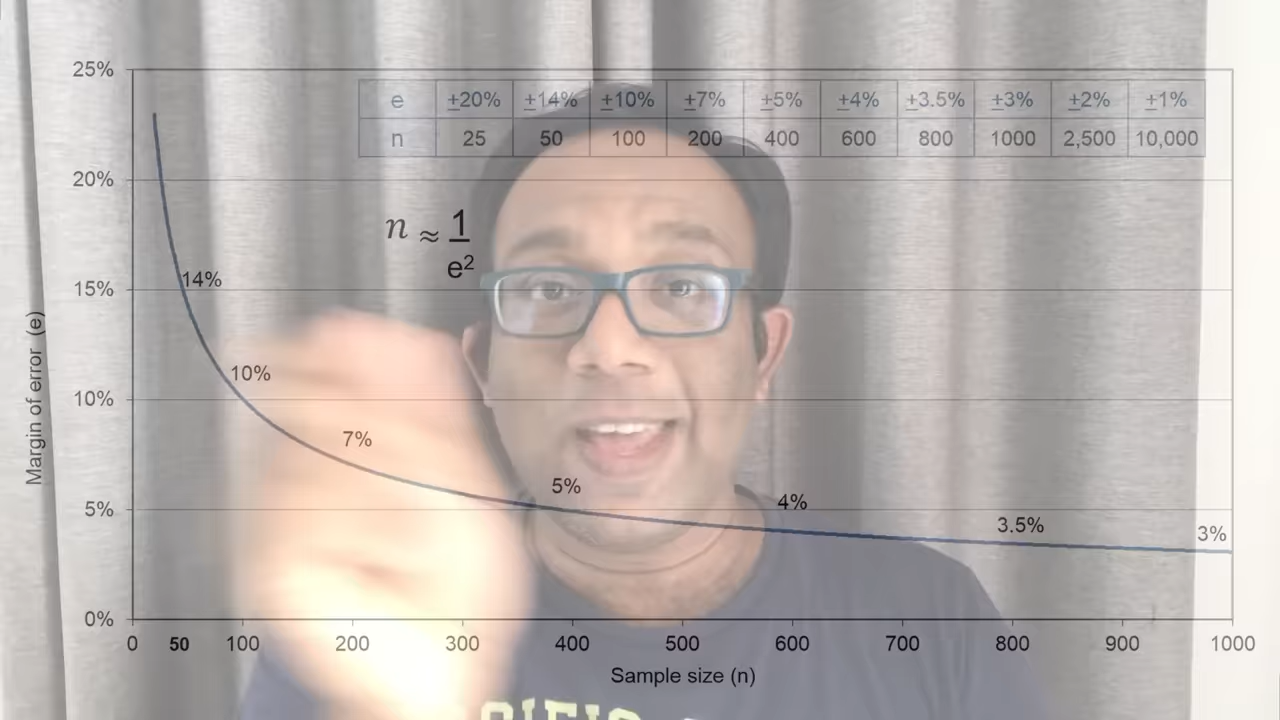 25%
e ±20% ±14% ±10% ±7% ±5% ±4% ±3.5% ±3% ±2% ±1%
n 25 50 100 200 400 600 800 1000 2,500 10,000
20%
n ≈ 1
e²
14%
15%
10%
10%
7%
5%
4%
5%
3.5%
3%
0%
Margin of error (e)
0 50 100 200 300 400 500 600 700 800 900 1000
Sample size (n)